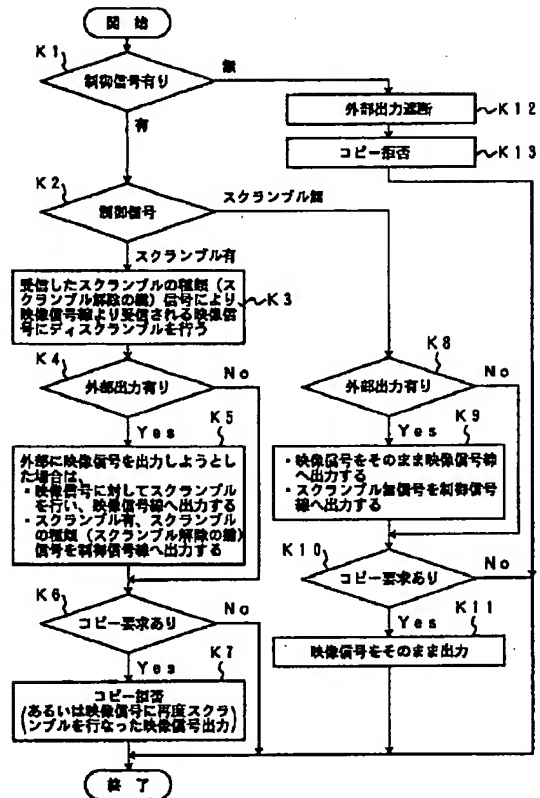 開 始
K1
制御信号有り
無
有
外部出力遮断
K12
コピー拒否
K13
K2
制御信号
スクランブル無
スクランブル有
受信したスクランブルの種類(ス
クランブル解除の鍵)信号により
映像信号線より受信される映像信
号にディスクランブルを行う
K3
K4
外部出力有り
No
Yes
K5
外部に映像信号を出力しようとし
た場合は、
・映像信号に対してスクランブル
を行い、映像信号線へ出力する
・スクランブル有、スクランブル
の種類(スクランブル解除の鍵)
信号を制御信号線へ出力する
K6
コピー要求あり
No
Yes
K7
コピー拒否
(あるいは映像信号に再度スクラ
ンブルを行なった映像信号出力)
K8
外部出力有り
No
Yes
K9
・映像信号をそのまま映像信号線
へ出力する
・スクランブル無信号を制御信号
線へ出力する
K10
コピー要求あり
No
Yes
K11
映像信号をそのまま出力
終 了